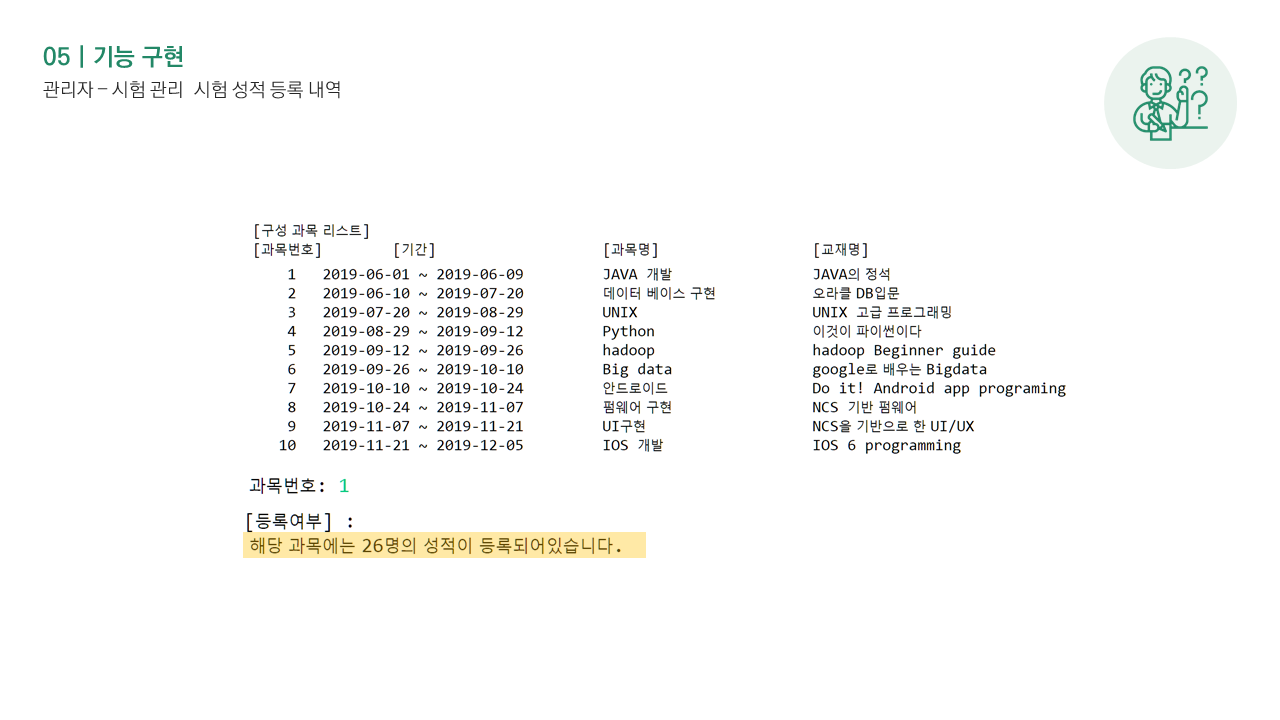 05 | 기능 구현
관리자 – 시험 관리  시험 성적 등록 내역
? ? ?
[구성 과목 리스트]
[과목번호] [기간] [과목명] [교재명]
1 2019-06-01 ~ 2019-06-09 JAVA 개발 JAVA의 정석
2 2019-06-10 ~ 2019-07-20 데이터 베이스 구현 오라클 DB입문
3 2019-07-20 ~ 2019-08-29 UNIX UNIX 고급 프로그래밍
4 2019-08-29 ~ 2019-09-12 Python 이것이 파이썬이다
5 2019-09-12 ~ 2019-09-26 hadoop hadoop Beginner guide
6 2019-09-26 ~ 2019-10-10 Big data google로 배우는 Bigdata
7 2019-10-10 ~ 2019-10-24 안드로이드 Do it! Android app programing
8 2019-10-24 ~ 2019-11-07 펌웨어 구현 NCS 기반 펌웨어
9 2019-11-07 ~ 2019-11-21 UI구현 NCS을 기반으로 한 UI/UX
10 2019-11-21 ~ 2019-12-05 IOS 개발 IOS 6 programming
과목번호: 1
[등록여부] :
해당 과목에는 26명의 성적이 등록되어있습니다.